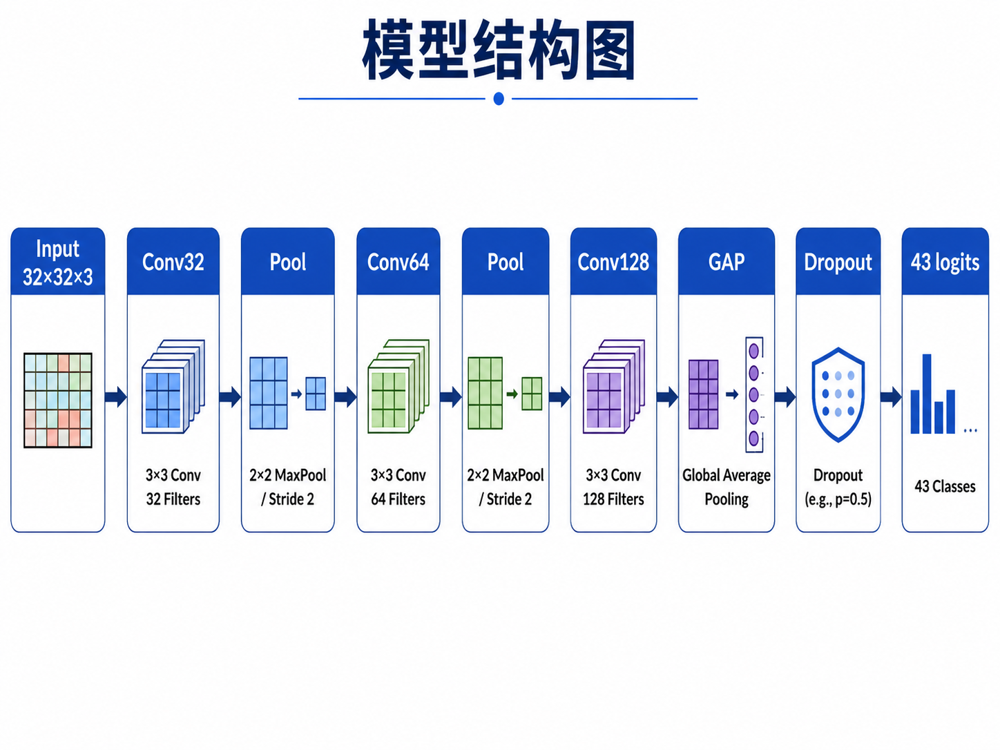 模型结构图
Input
32×32×3
Conv32
Pool
Conv64
Pool
Conv128
GAP
Dropout
43 logits
3×3 Conv
32 Filters
2×2 MaxPool
/ Stride 2
3×3 Conv
64 Filters
2×2 MaxPool
/ Stride 2
3×3 Conv
128 Filters
Global Average
Pooling
Dropout
(e.g., p=0.5)
...
43 Classes